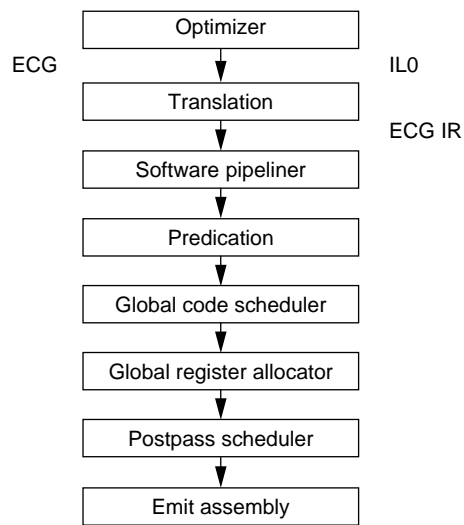 Optimizer
ECG
IL0
Translation
ECG IR
Software pipeliner
Predication
Global code scheduler
Global register allocator
Postpass scheduler
Emit assembly